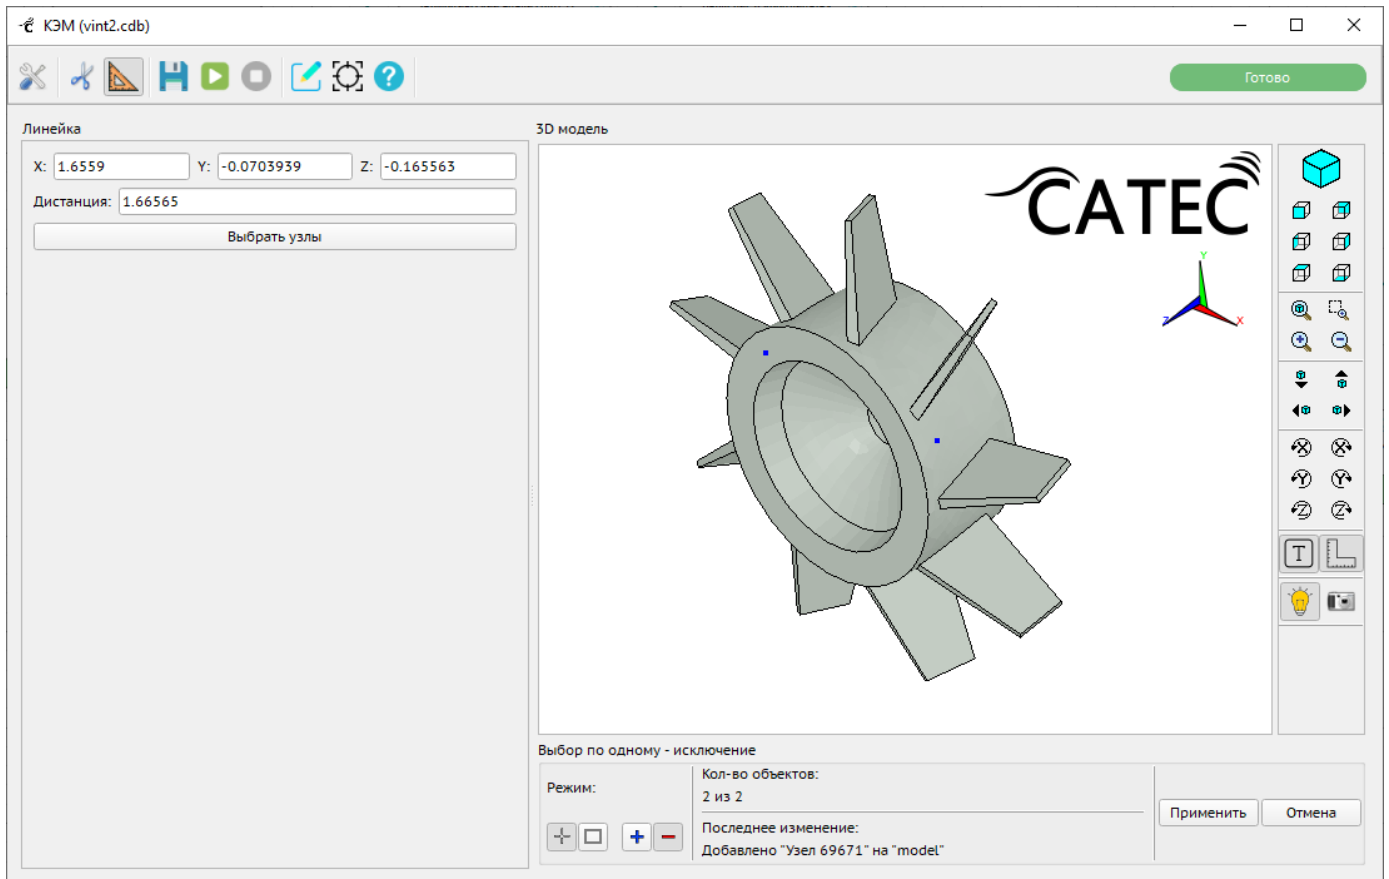 КЭМ (vint2.cdb)
Готово
Линейка
X: 1.6559 Y: -0.0703939 Z: -0.165563
Дистанция: 1.66565
Выбрать узлы
3D модель
CATEC
Y
Z X
X X
Y Y
Z Z
T
Выбор по одному - исключение
Режим:
Кол-во объектов:
2 из 2
Последнее изменение:
Добавлено "Узел 69671" на "model"
Применить Отмена